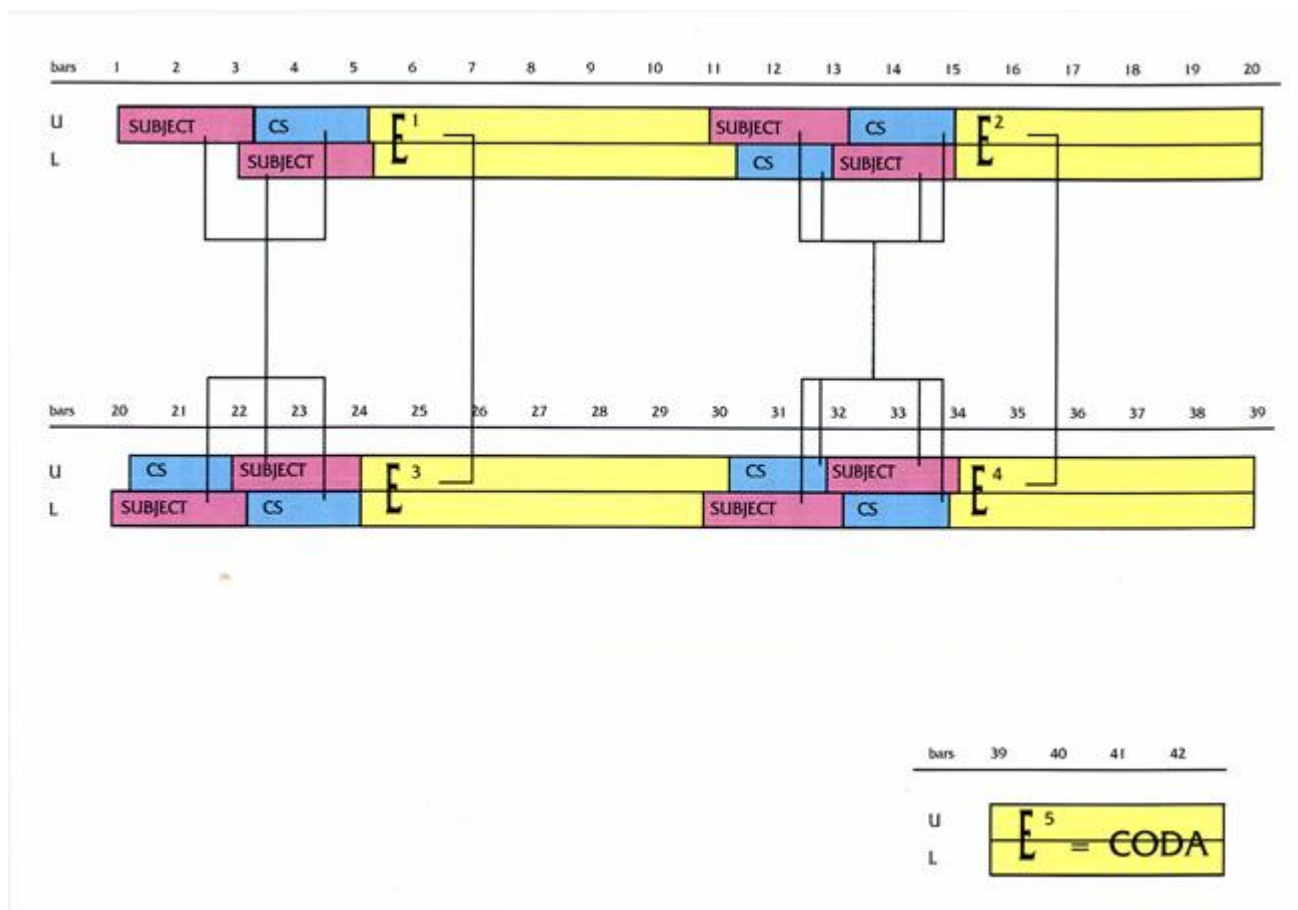 bars 1 2 3 4 5 6 7 8 9 10 11 12 13 14 15 16 17 18 19 20
U SUBJECT CS E 1 SUBJECT CS E 2
L SUBJECT CS SUBJECT
bars 20 21 22 23 24 25 26 27 28 29 30 31 32 33 34 35 36 37 38 39
U CS SUBJECT E 3 CS SUBJECT E 4
L SUBJECT CS SUBJECT CS
bars 39 40 41 42
U E 5
L = CODA